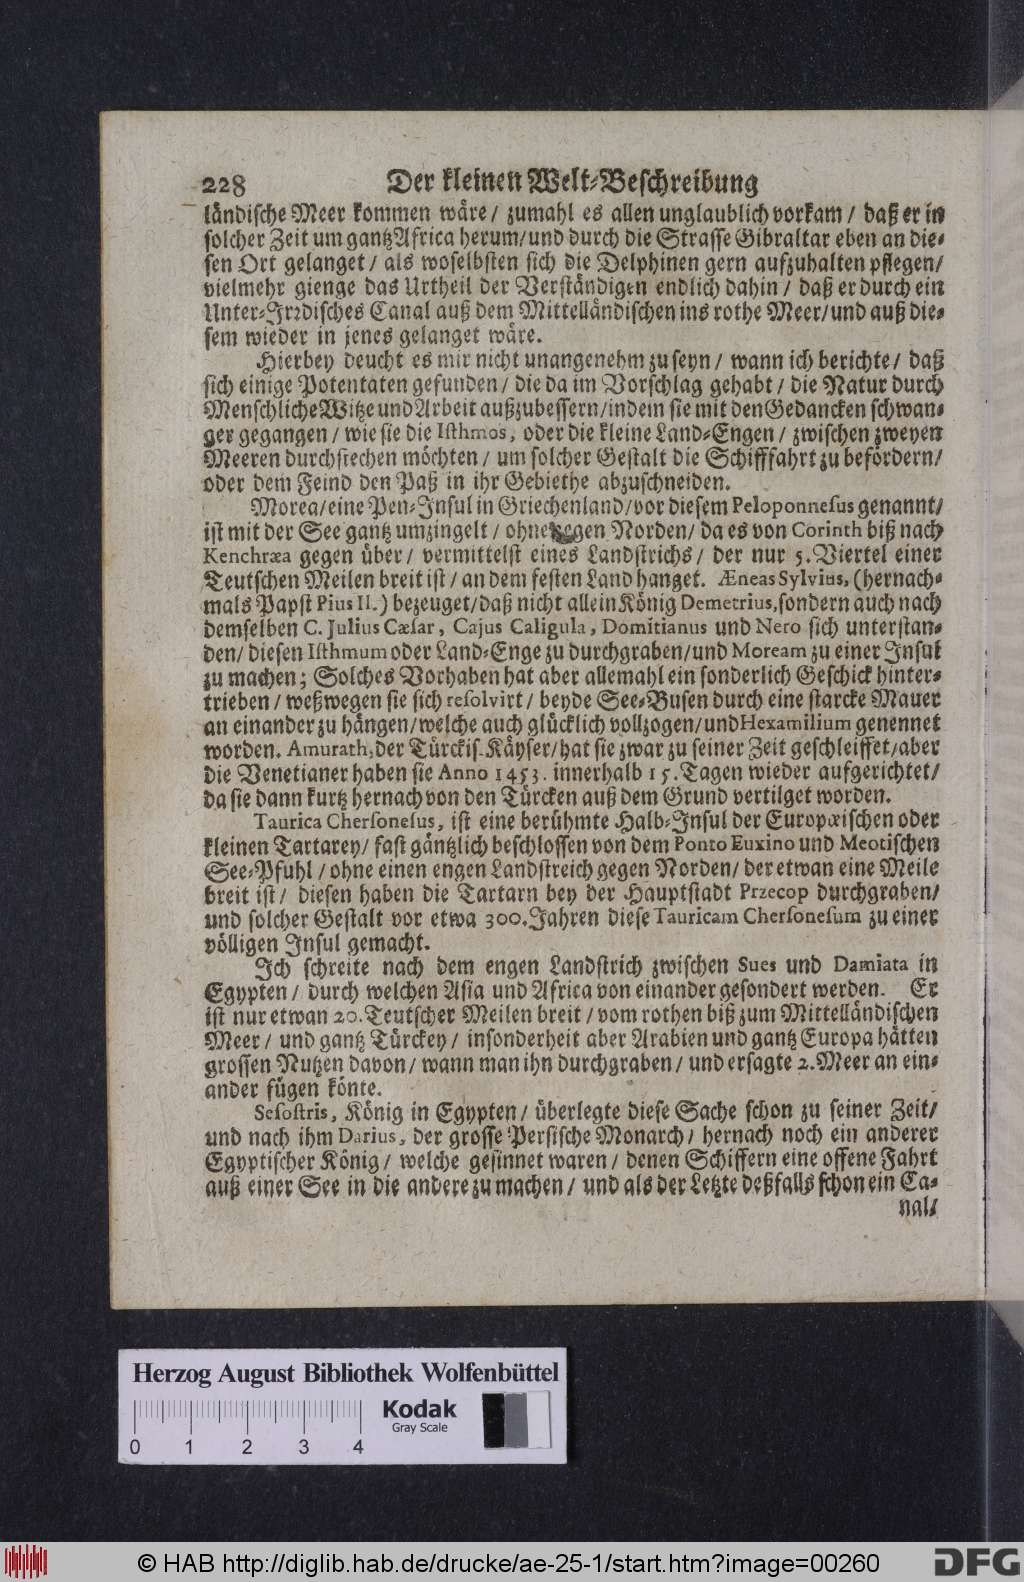 228 Der kleinen Welt-Beschreibung
ländische Meer kommen wäre / zumahl es allen unglaublich vorkam / daß er in
solcher Zeit um gantz Africa herum / und durch die Strasse Gibraltar eben an die-
sen Ort gelanget / als woselbsten sich die Delphinen gern aufzuhalten pflegen /
vielmehr gienge das Urtheil der Verständigen endlich dahin / daß er durch ein
Unter-Irrdisches Canal auß dem Mittelländischen ins rothe Meer / und auß die-
sem wieder in jenes gelanget wäre.
Hierbey deucht es mir nicht unangenehm zu seyn / wann ich berichte / daß
sich einige Potentaten gefunden / die da im Vorschlag gehabt / die Natur durch
Menschliche Witze und Arbeit außzubessern / indem sie mit den Gedancken schwan-
ger gegangen / wie sie die Isthmos, oder die kleine Land-Engen / zwischen zweyen
Meeren durchstechen möchten / um solcher Gestalt die Schifffahrt zu befördern /
oder dem Feind den Paß in ihr Gebiethe abzuschneiden.
Morea / eine Pen-Insul in Griechenland / vor diesem Peloponnesus genannt /
ist mit der See gantz umzingelt / ohne gegen Norden / da es von Corinth biß nach
Kenchræa gegen über / vermittelst eines Landstrichs / der nur 5. Viertel einer
Teutschen Meilen breit ist / an dem festen Land hanget. Æneas Sylvius, (hernach-
mals Papst Pius II.) bezeuget / daß nicht allein König Demetrius, sondern auch nach
demselben C. Julius Cæsar, Cajus Caligula, Domitianus und Nero sich unterstan-
den / diesen Isthmum oder Land-Enge zu durchgraben / und Moream zu einer Insul
zu machen; Solches Vorhaben hat aber allemahl ein sonderlich Geschick hinter-
trieben / weßwegen sie sich resolvirt / beyde See-Busen durch eine starcke Mauer
an einander zu hängen / welche auch glücklich vollzogen / und Hexamilium genennet
worden. Amurath, der Türckis. Käyser / hat sie zwar zu seiner Zeit geschleiffet / aber
die Venetianer haben sie Anno 1453. innerhalb 15. Tagen wieder aufgerichtet /
da sie dann kurtz hernach von den Türcken auß dem Grund vertilget worden.
Taurica Chersonesus, ist eine berühmte Halb-Insul der Europæischen oder
kleinen Tartarey / fast gäntzlich beschlossen von dem Ponto Euxino und Meotischen
See-Pfuhl / ohne einen engen Landstreich gegen Norden / der etwan eine Meile
breit ist / diesen haben die Tartarn bey der Hauptstadt Przecop durchgraben /
und solcher Gestalt vor etwa 300. Jahren diese Tauricam Chersonesum zu einer
völligen Insul gemacht.
Ich schreite nach dem engen Landstrich zwischen Sues und Damiata in
Egypten / durch welchen Asia und Africa von einander gesondert werden. Er
ist nur etwan 20. Teutscher Meilen breit / vom rothen biß zum Mittelländischen
Meer / und gantz Türckey / insonderheit aber Arabien und gantz Europa hätten
grossen Nutzen davon / wann man ihn durchgraben / und ersagte 2. Meer an ein-
ander fügen könte.
Sesostris, König in Egypten / überlegte diese Sache schon zu seiner Zeit /
und nach ihm Darius, der grosse Persische Monarch / hernach noch ein anderer
Egyptischer König / welche gesinnet waren / denen Schiffern eine offene Fahrt
auß einer See in die andere zu machen / und als der Letzte deßfalls schon ein Ca-
nal /
Herzog August Bibliothek Wolfenbüttel
Kodak
Gray Scale
0 1 2 3 4
© HAB http://diglib.hab.de/drucke/ae-25-1/start.htm?image=00260
DFG